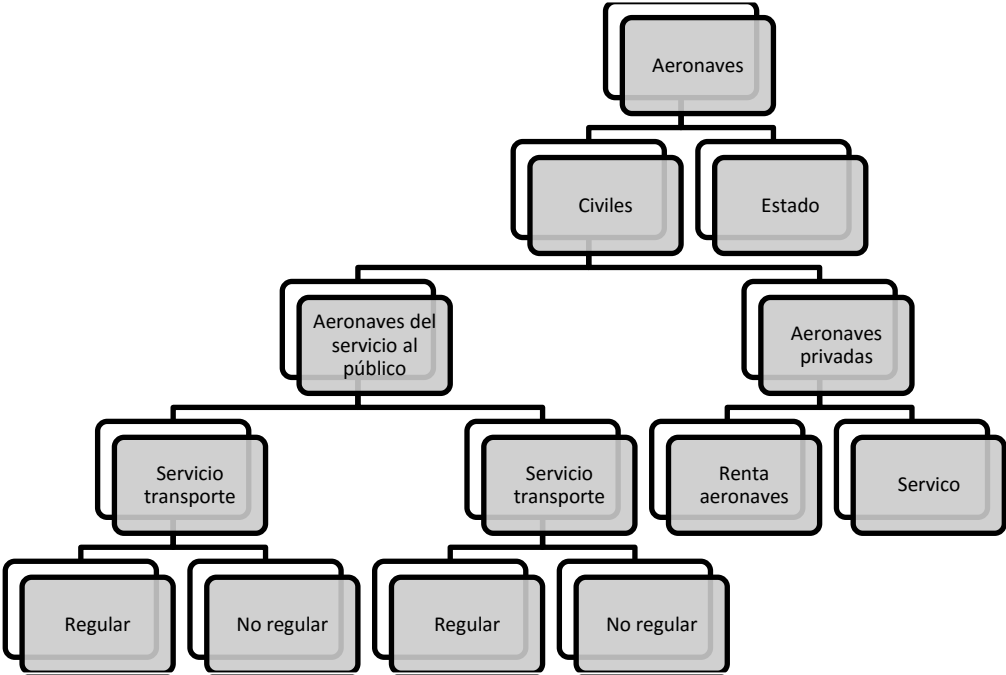 Aeronaves
Civiles
Estado
Aeronaves del
servicio al
público
Aeronaves
privadas
Servicio
transporte
Servicio
transporte
Renta
aeronaves
Servico
Regular
No regular
Regular
No regular